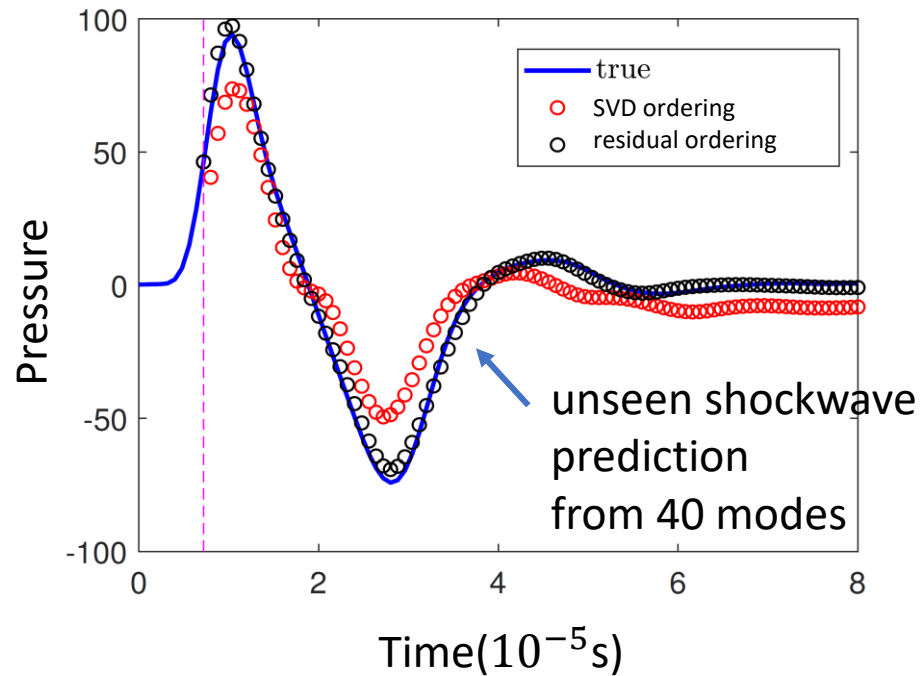 100
50
0
-50
-100
Pressure
true
SVD ordering
residual ordering
unseen shockwave
prediction
from 40 modes
0 2 4 6 8
Time(10⁻⁵s)